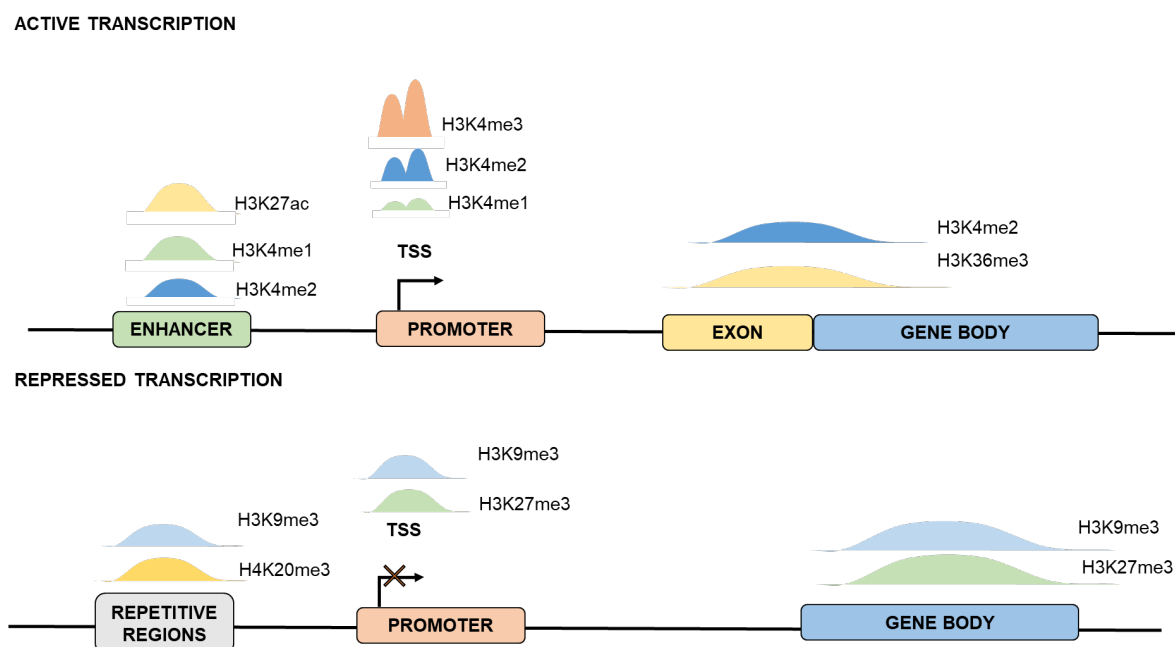 ACTIVE TRANSCRIPTION
H3K4me3
H3K4me2
H3K4me1
H3K27ac
H3K4me1
H3K4me2
TSS
H3K4me2
H3K36me3
ENHANCER
PROMOTER
EXON
GENE BODY
REPRESSED TRANSCRIPTION
H3K9me3
H3K27me3
TSS
H3K9me3
H4K20me3
H3K9me3
H3K27me3
REPETITIVE
REGIONS
PROMOTER
GENE BODY